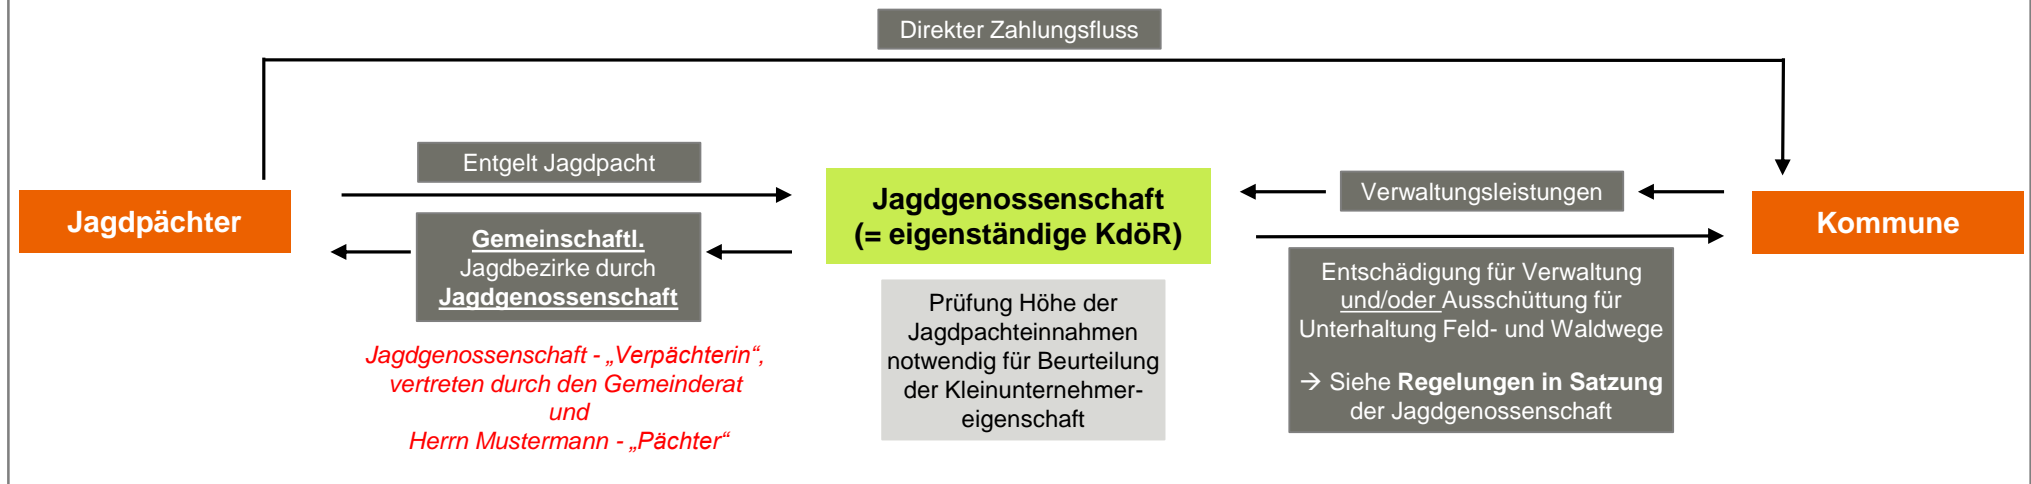 Direkter Zahlungsfluss
Jagdpächter
Entgelt Jagdpacht
Gemeinschaftl.
Jagdbezirke durch
Jagdgenossenschaft
Jagdgenossenschaft - „Verpächterin“,
vertreten durch den Gemeinderat
und
Herrn Mustermann - „Pächter“
Jagdgenossenschaft
(= eigenständige KdöR)
Prüfung Höhe der
Jagdpachteinnahmen
notwendig für Beurteilung
der Kleinunternehmer-
eigenschaft
Verwaltungsleistungen
Entschädigung für Verwaltung
und/oder Ausschüttung für
Unterhaltung Feld- und Waldwege
→ Siehe Regelungen in Satzung
der Jagdgenossenschaft
Kommune